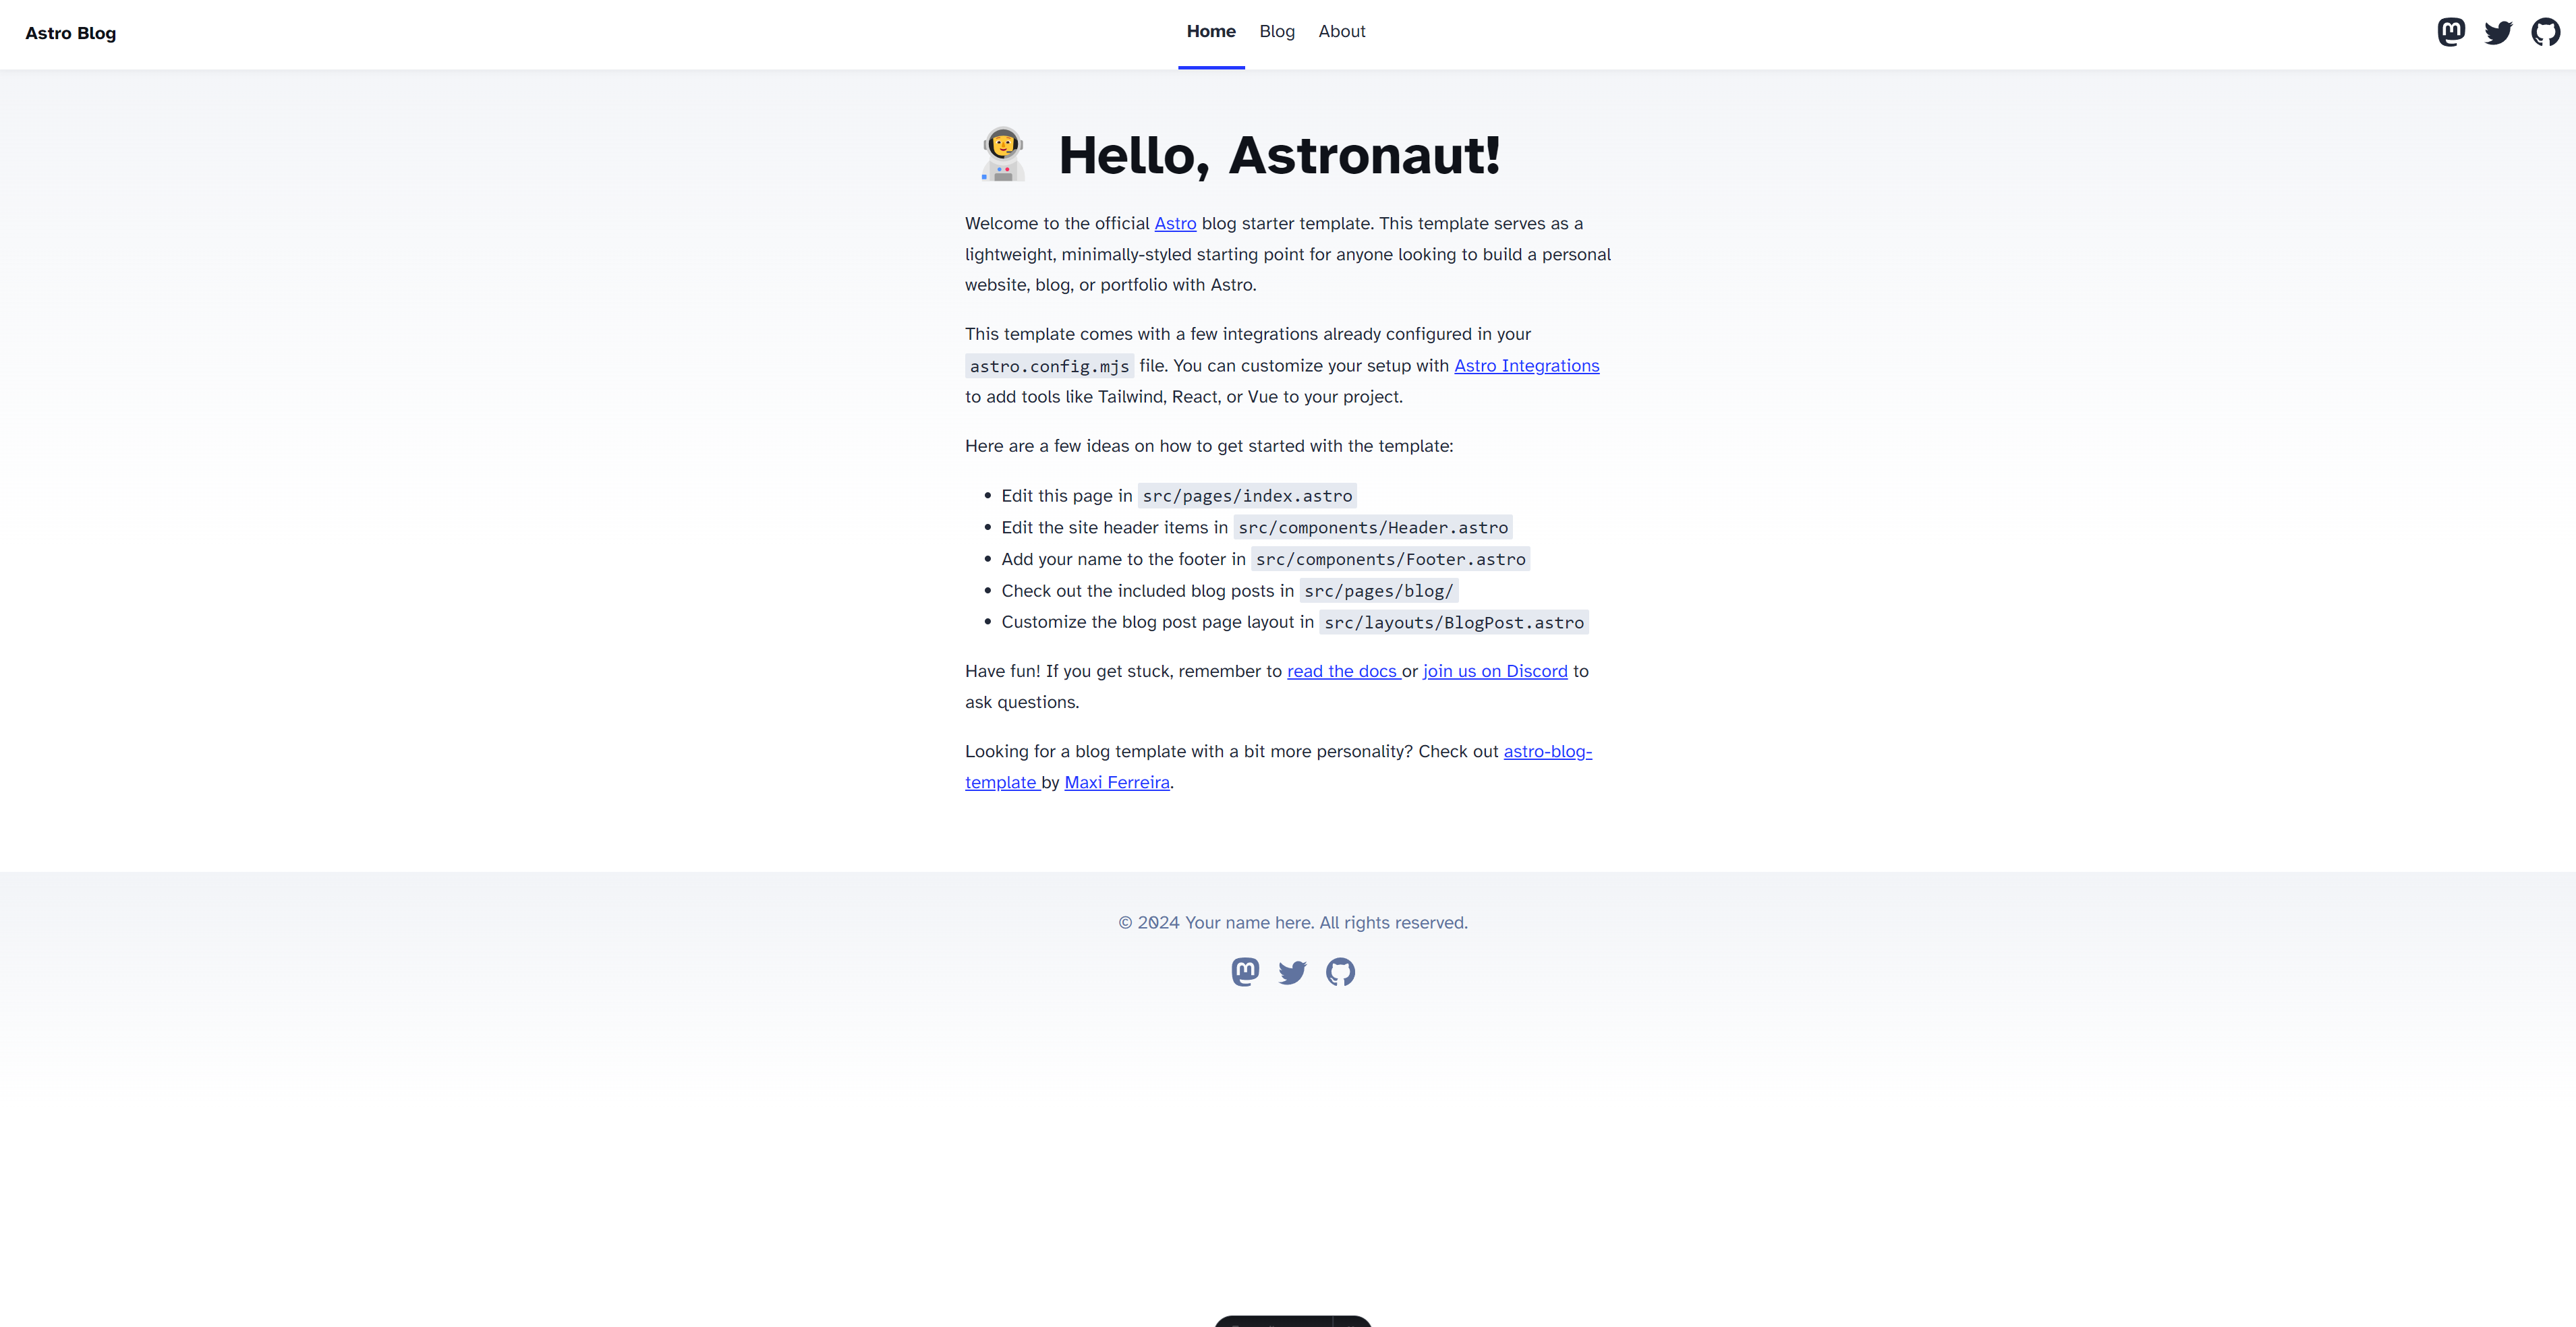 Astro Blog
Home Blog About
🧑‍🚀 Hello, Astronaut!
Welcome to the official Astro blog starter template. This template serves as a
lightweight, minimally-styled starting point for anyone looking to build a personal
website, blog, or portfolio with Astro.
This template comes with a few integrations already configured in your
astro.config.mjs file. You can customize your setup with Astro Integrations
to add tools like Tailwind, React, or Vue to your project.
Here are a few ideas on how to get started with the template:
• Edit this page in src/pages/index.astro
• Edit the site header items in src/components/Header.astro
• Add your name to the footer in src/components/Footer.astro
• Check out the included blog posts in src/pages/blog/
• Customize the blog post page layout in src/layouts/BlogPost.astro
Have fun! If you get stuck, remember to read the docs or join us on Discord to
ask questions.
Looking for a blog template with a bit more personality? Check out astro-blog-
template by Maxi Ferreira.
© 2024 Your name here. All rights reserved.